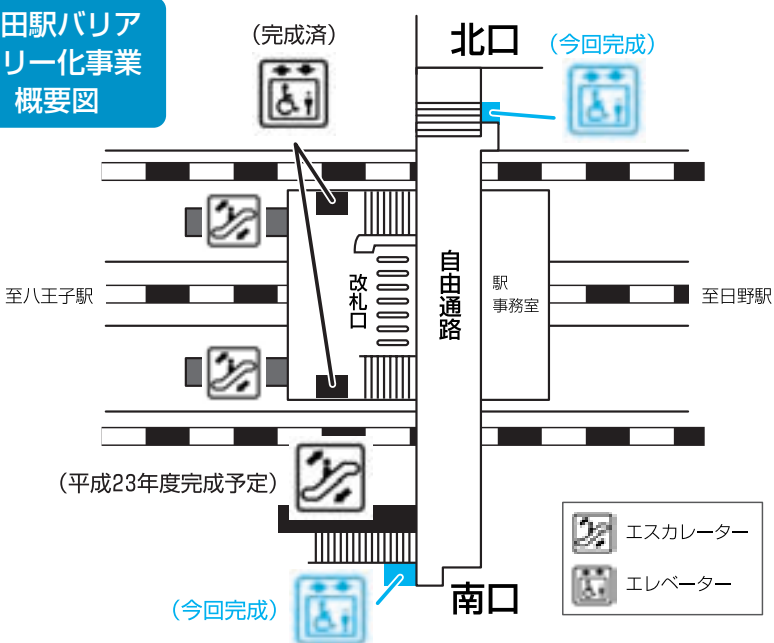 田駅バリア
リー化事業
概要図
(完成済)
北口
(今回完成)
至八王子駅
改札口
自由通路
駅
事務室
至日野駅
(平成23年度完成予定)
エスカレーター
エレベーター
(今回完成)
南口